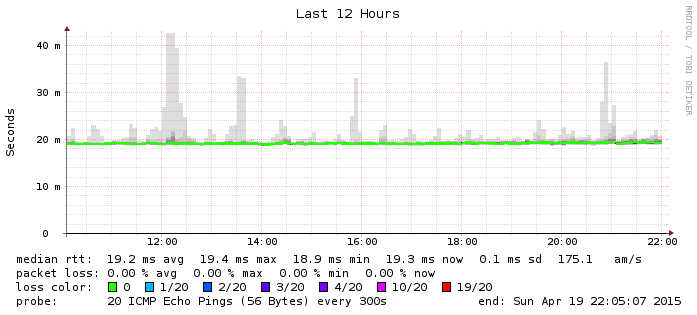 Last 12 Hours
RRDTOOL / TOBI OETIKER
Seconds
40 m
30 m
20 m
10 m
0
12:00 14:00 16:00 18:00 20:00 22:00
median rtt: 19.2 ms avg 19.4 ms max 18.9 ms min 19.3 ms now 0.1 ms sd 175.1 am/s
packet loss: 0.00 % avg 0.00 % max 0.00 % min 0.00 % now
loss color: 0 1/20 2/20 3/20 4/20 10/20 19/20
probe: 20 ICMP Echo Pings (56 Bytes) every 300s end: Sun Apr 19 22:05:07 2015